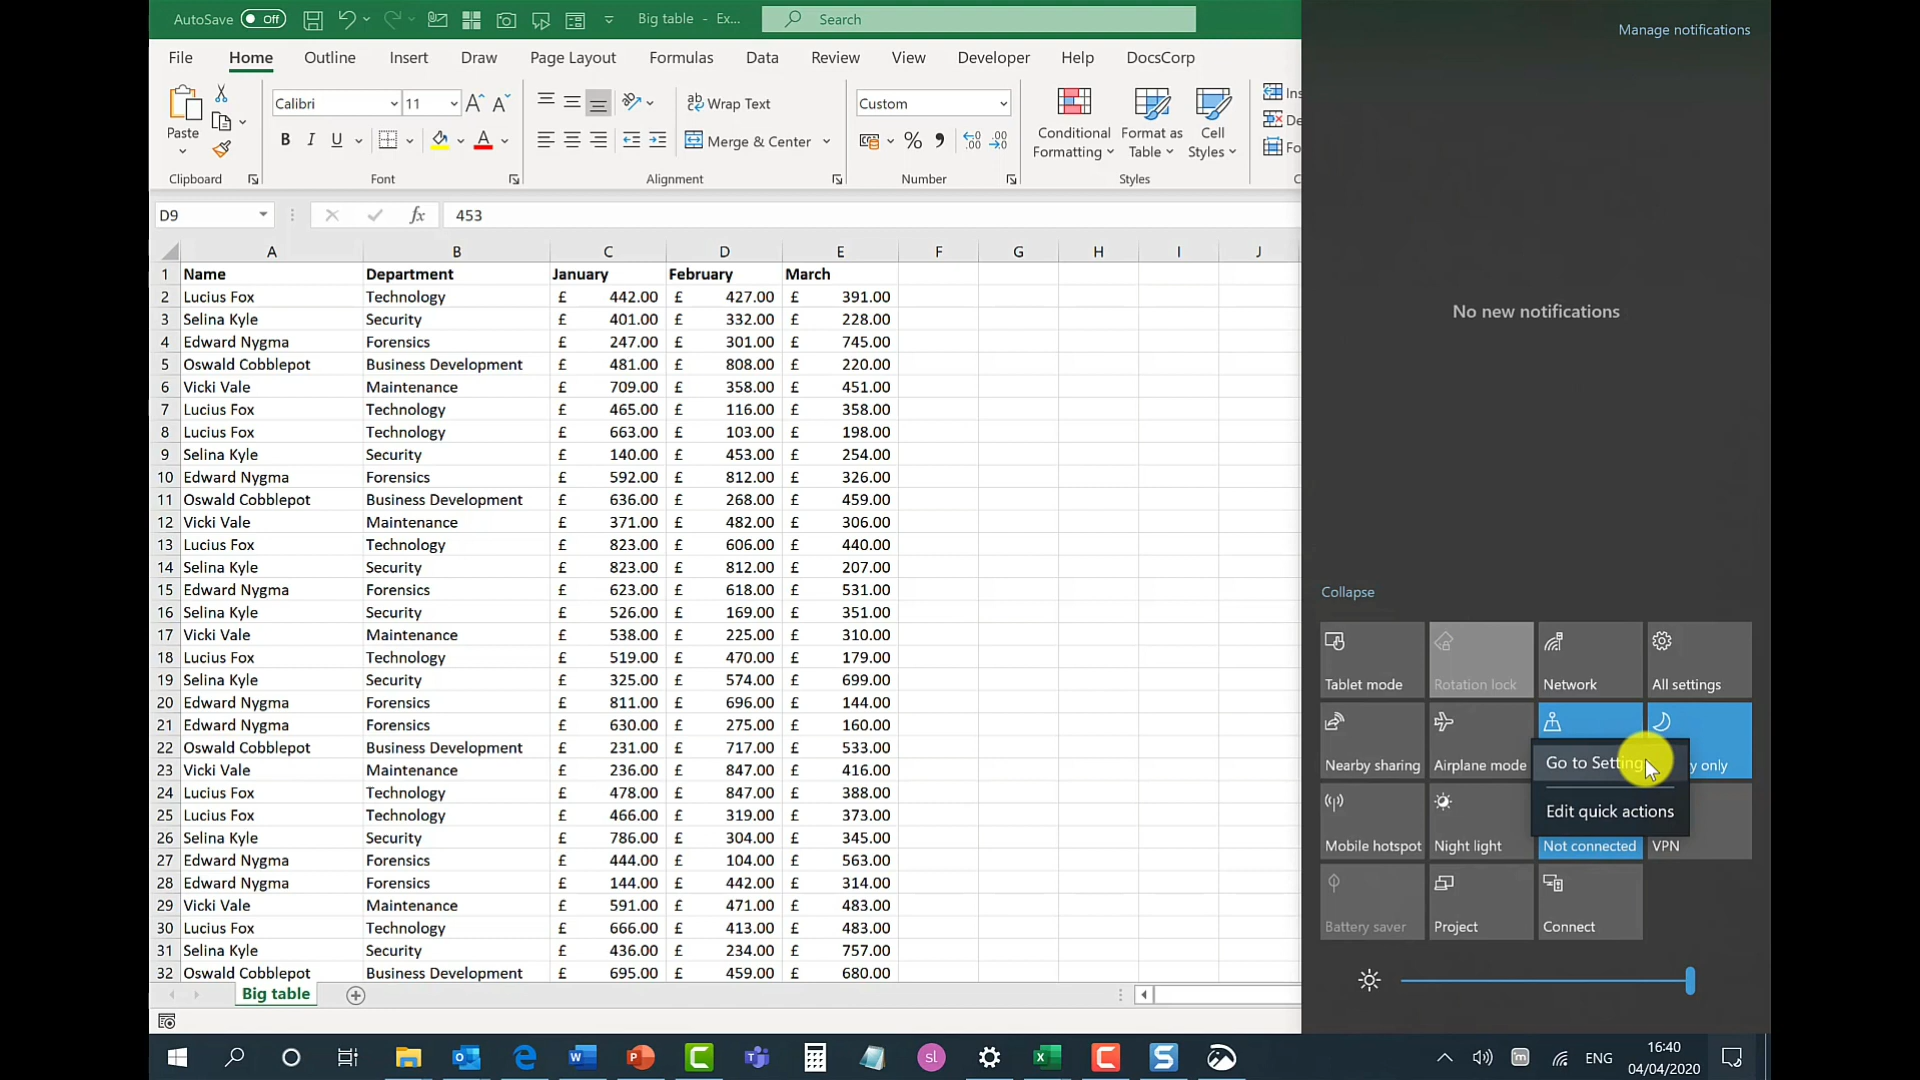 AutoSave Off Big table - Ex... Search
File Home Outline Insert Draw Page Layout Formulas Data Review View Developer Help DocsCorp
Paste
Calibri 11
Wrap Text
Merge & Center
Custom
Conditional Formatting
Format as Table
Cell Styles
Clipboard Font Alignment Number Styles
D9 fx 453
A B C D E F G H I J
1 Name Department January February March
2 Lucius Fox Technology £ 442.00 £ 427.00 £ 391.00
3 Selina Kyle Security £ 401.00 £ 332.00 £ 228.00
4 Edward Nygma Forensics £ 247.00 £ 301.00 £ 745.00
5 Oswald Cobblepot Business Development £ 481.00 £ 808.00 £ 220.00
6 Vicki Vale Maintenance £ 709.00 £ 358.00 £ 451.00
7 Lucius Fox Technology £ 465.00 £ 116.00 £ 358.00
8 Lucius Fox Technology £ 663.00 £ 103.00 £ 198.00
9 Selina Kyle Security £ 140.00 £ 453.00 £ 254.00
10 Edward Nygma Forensics £ 592.00 £ 812.00 £ 326.00
11 Oswald Cobblepot Business Development £ 636.00 £ 268.00 £ 459.00
12 Vicki Vale Maintenance £ 371.00 £ 482.00 £ 306.00
13 Lucius Fox Technology £ 823.00 £ 606.00 £ 440.00
14 Selina Kyle Security £ 823.00 £ 812.00 £ 207.00
15 Edward Nygma Forensics £ 623.00 £ 618.00 £ 531.00
16 Selina Kyle Security £ 526.00 £ 169.00 £ 351.00
17 Vicki Vale Maintenance £ 538.00 £ 225.00 £ 310.00
18 Lucius Fox Technology £ 519.00 £ 470.00 £ 179.00
19 Selina Kyle Security £ 325.00 £ 574.00 £ 699.00
20 Edward Nygma Forensics £ 811.00 £ 696.00 £ 144.00
21 Edward Nygma Forensics £ 630.00 £ 275.00 £ 160.00
22 Oswald Cobblepot Business Development £ 231.00 £ 717.00 £ 533.00
23 Vicki Vale Maintenance £ 236.00 £ 847.00 £ 416.00
24 Lucius Fox Technology £ 478.00 £ 847.00 £ 388.00
25 Lucius Fox Technology £ 466.00 £ 319.00 £ 373.00
26 Selina Kyle Security £ 786.00 £ 304.00 £ 345.00
27 Edward Nygma Forensics £ 444.00 £ 104.00 £ 563.00
28 Edward Nygma Forensics £ 144.00 £ 442.00 £ 314.00
29 Vicki Vale Maintenance £ 591.00 £ 471.00 £ 483.00
30 Lucius Fox Technology £ 666.00 £ 413.00 £ 483.00
31 Selina Kyle Security £ 436.00 £ 234.00 £ 757.00
32 Oswald Cobblepot Business Development £ 695.00 £ 459.00 £ 680.00
Big table
Manage notifications
No new notifications
Collapse
Tablet mode Rotation lock Network All settings
Nearby sharing Airplane mode Go to Setting y only
Edit quick actions
Mobile hotspot Night light Not connected VPN
Battery saver Project Connect
ENG
16:40
04/04/2020